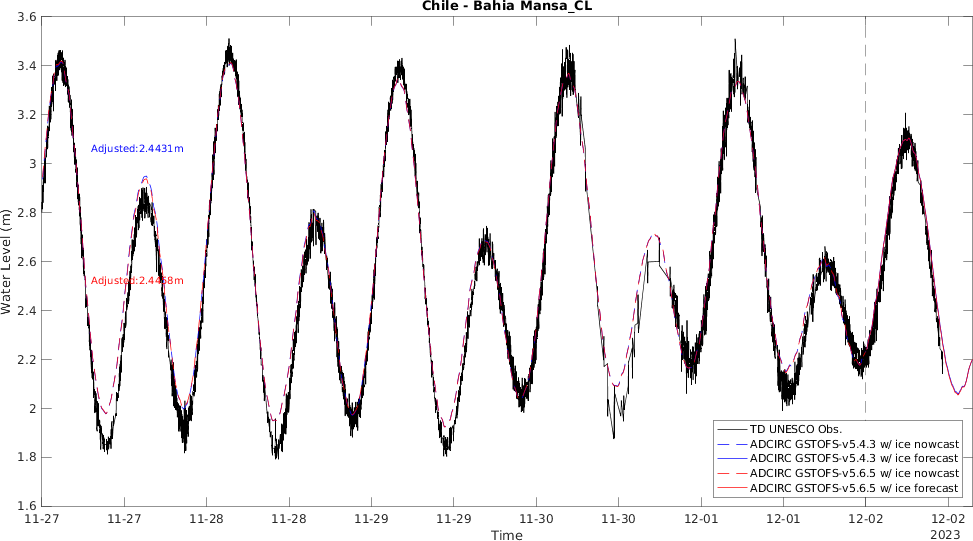 Chile - Bahia Mansa_CL
3.6
3.4
3.2
3
2.8
2.6
2.4
2.2
2
1.8
1.6
Water Level (m)
Adjusted:2.4431m
Adjusted:2.4468m
TD UNESCO Obs.
ADCIRC GSTOFS-v5.4.3 w/ ice nowcast
ADCIRC GSTOFS-v5.4.3 w/ ice forecast
ADCIRC GSTOFS-v5.6.5 w/ ice nowcast
ADCIRC GSTOFS-v5.6.5 w/ ice forecast
11-27 11-27 11-28 11-28 11-29 11-29 11-30 11-30 12-01 12-01 12-02 12-02
2023
Time